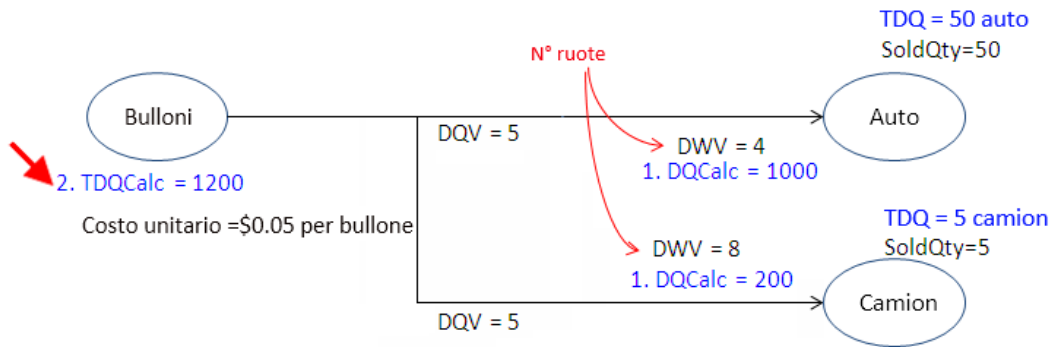 TDQ = 50 auto
SoldQty=50
N° ruote
Bulloni
Auto
DQV = 5
DWV = 4
1. DQCalc = 1000
2. TDQCalc = 1200
Costo unitario =$0.05 per bullone
TDQ = 5 camion
SoldQty=5
DWV = 8
1. DQCalc = 200
Camion
DQV = 5